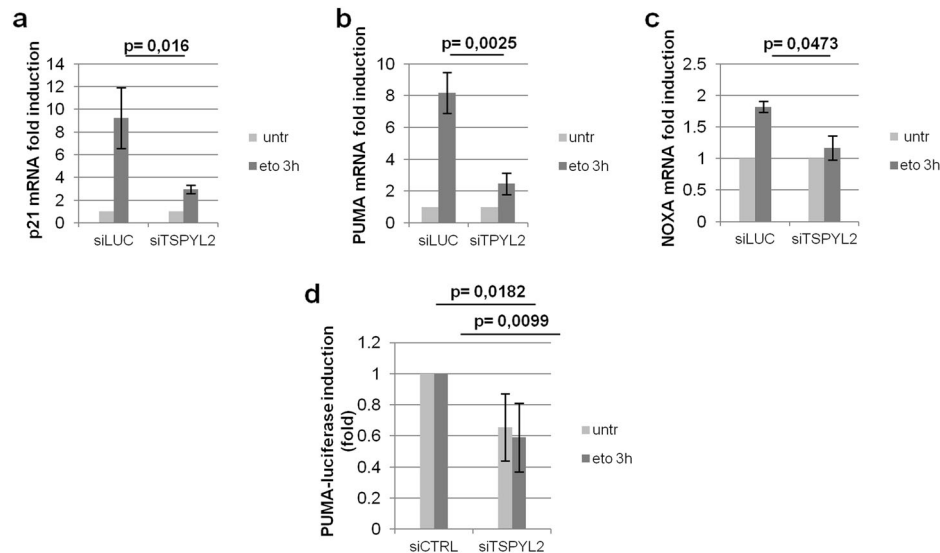 a
p= 0,016
p21 mRNA fold induction
14
12
10
8
6
4
2
0
siLUC siTSPYL2
untr
eto 3h
b
p= 0,0025
PUMA mRNA fold induction
10
8
6
4
2
0
siLUC siTPYL2
untr
eto 3h
c
p= 0,0473
NOXA mRNA fold induction
2.5
2
1.5
1
0.5
0
siLUC siTSPYL2
untr
eto 3h
d
p= 0,0182
p= 0,0099
PUMA-luciferase induction
(fold)
1.2
1
0.8
0.6
0.4
0.2
0
siCTRL siTSPYL2
untr
eto 3h